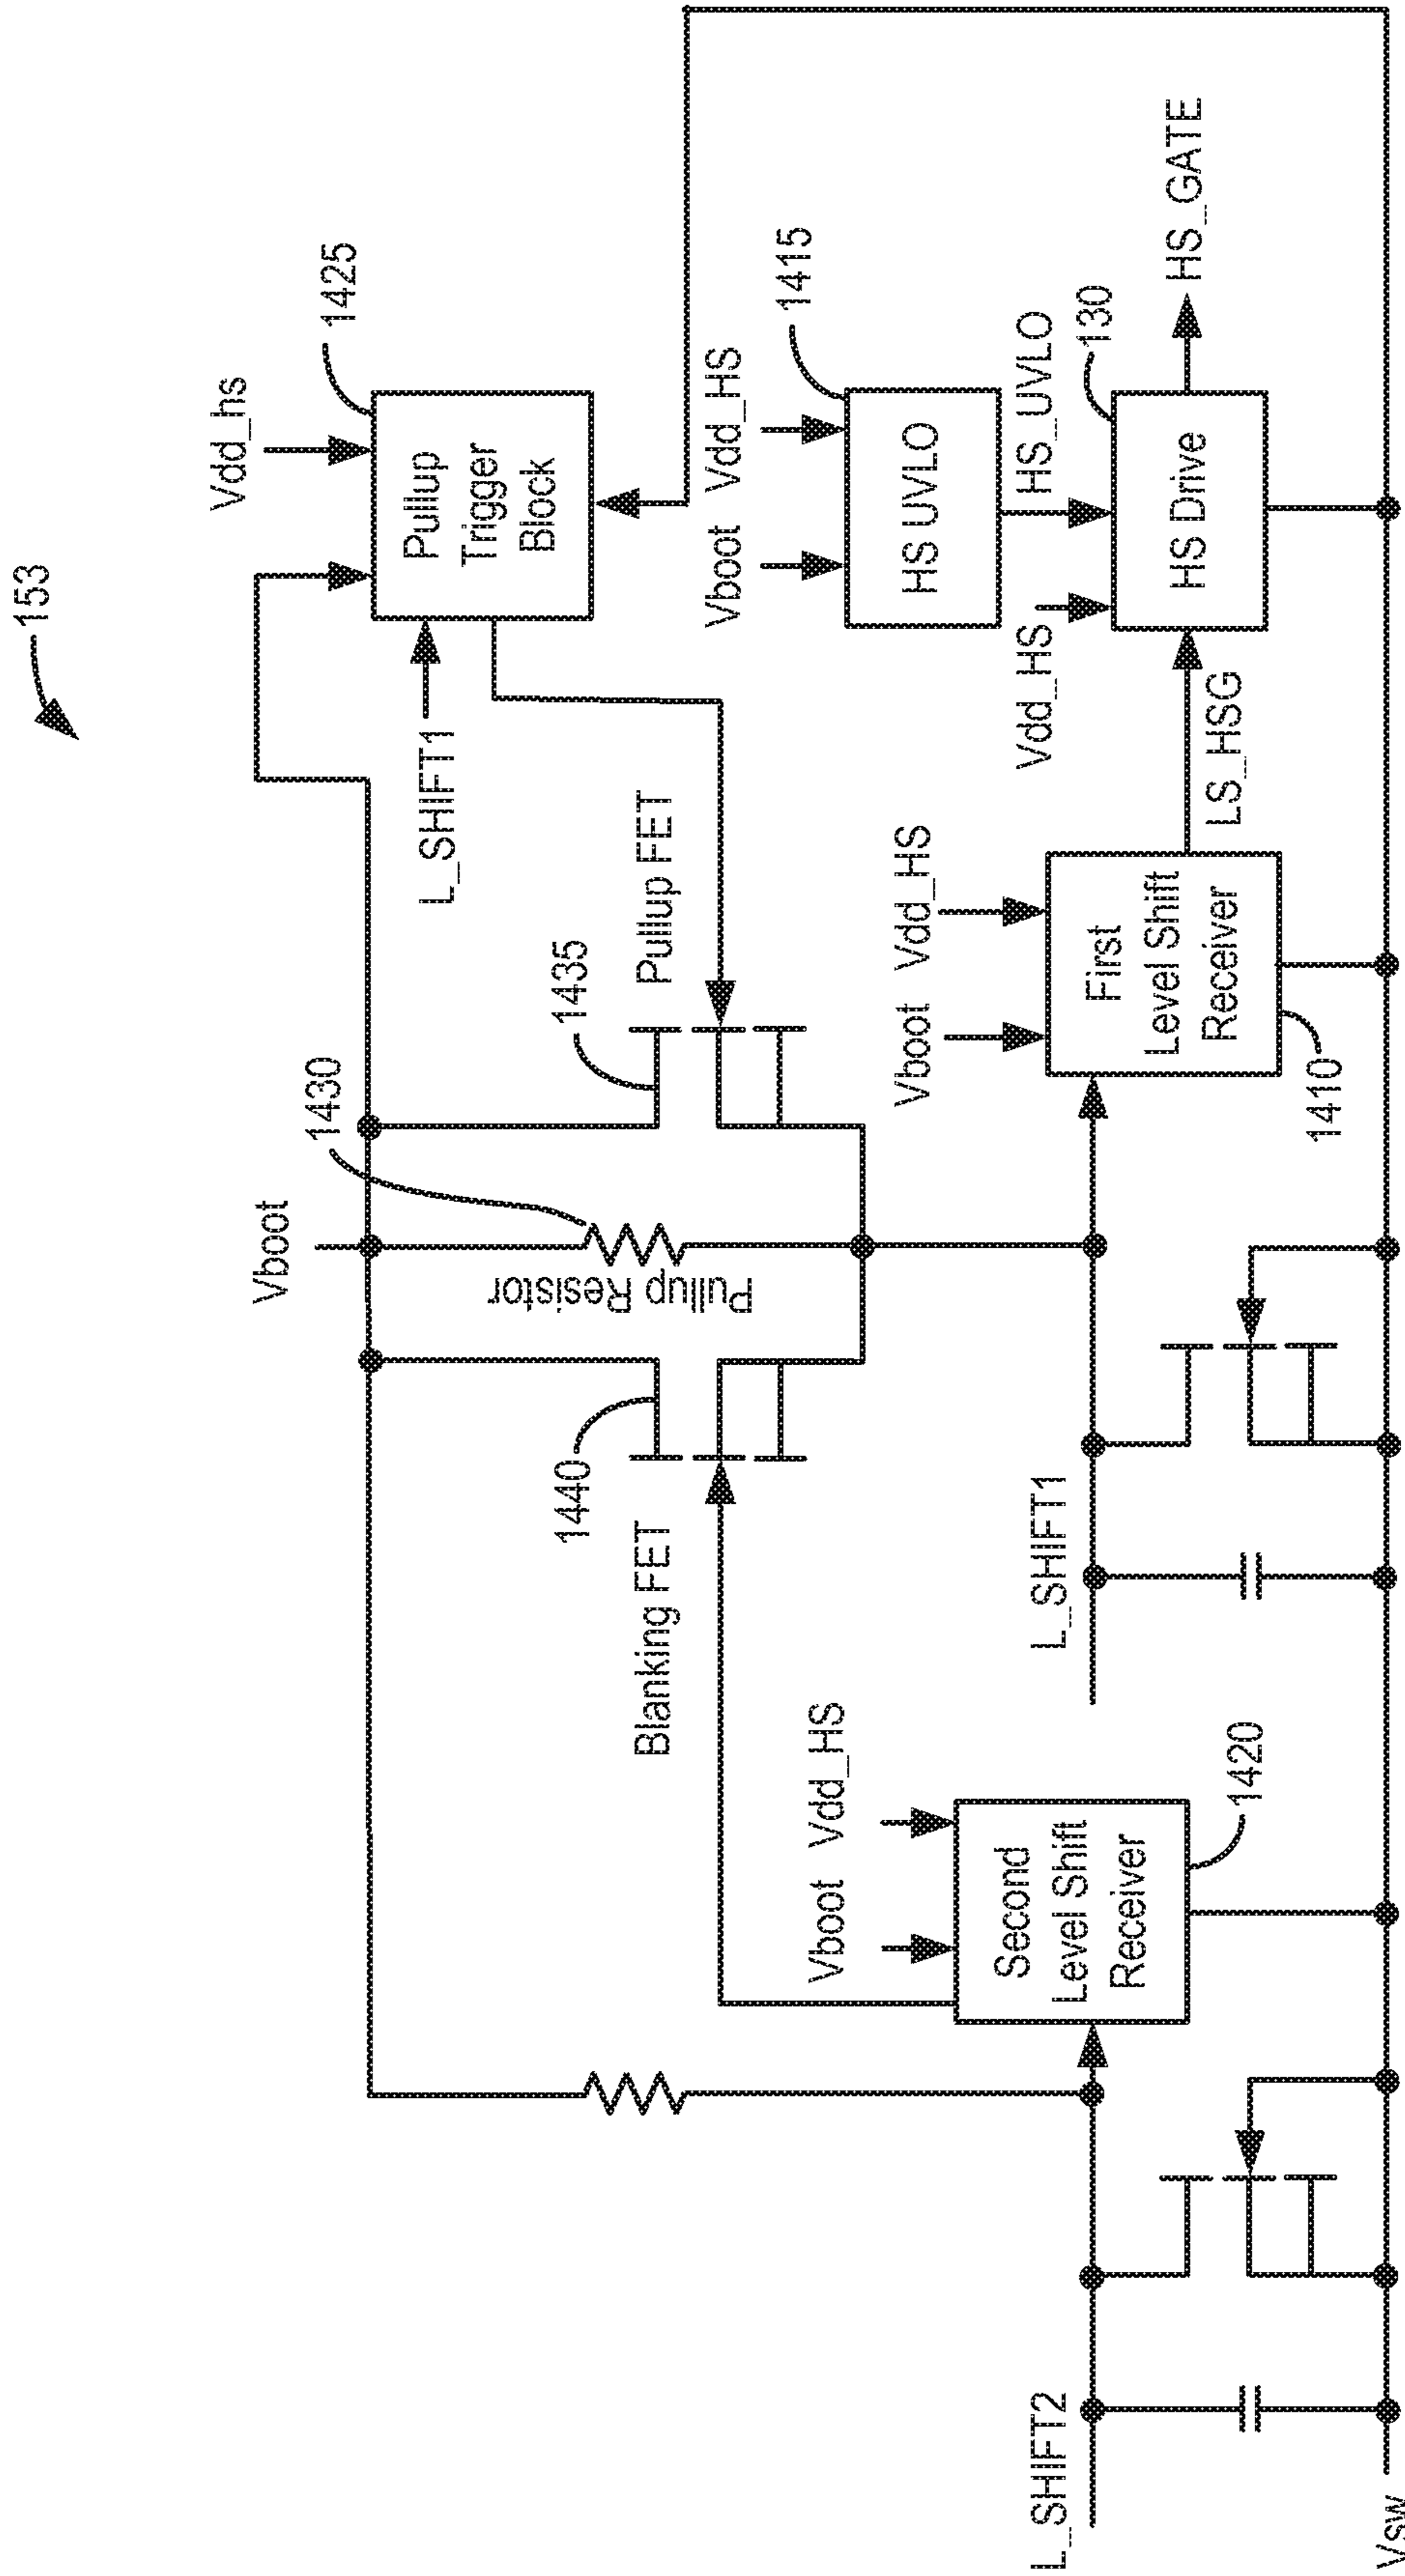 153
Vdd_hs
1425
Pullup
Trigger
Block
L_SHIFT1
Vboot
1430
Pullup Resistor
1435
Pullup FET
1440
Blanking FET
Vboot
Vdd_HS
1415
HS UVLO
HS_UVLO
Vdd_HS
130
HS Drive
HS_GATE
LS_HSG
Vboot
Vdd_HS
First
Level Shift
Receiver
1410
L_SHIFT1
Vboot
Vdd_HS
Second
Level Shift
Receiver
1420
L_SHIFT2
Vsw